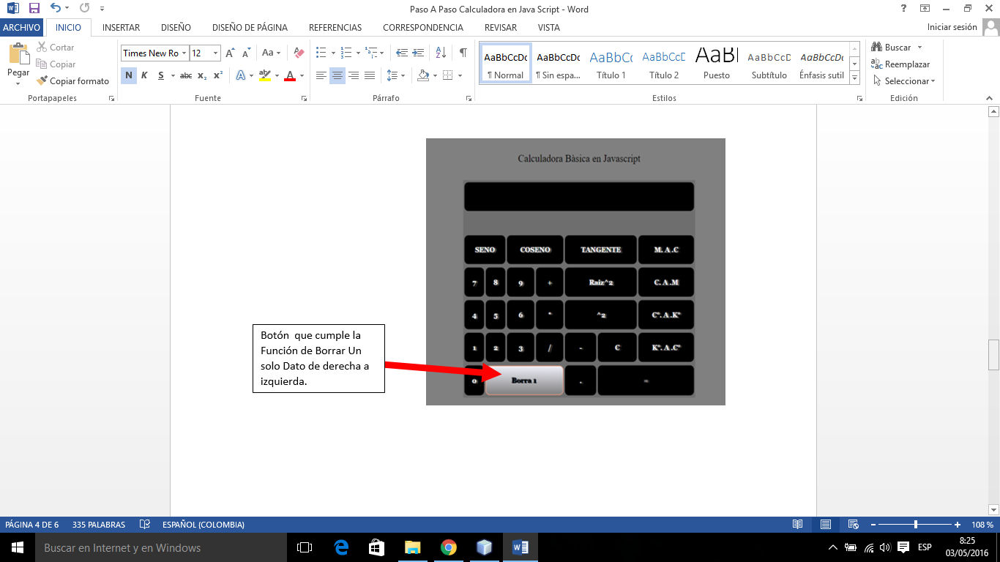 Paso A Paso Calculadora en Java Script - Word
ARCHIVO INICIO INSERTAR DISEÑO DISEÑO DE PÁGINA REFERENCIAS CORRESPONDENCIA REVISAR VISTA Iniciar sesión
Pegar
Cortar
Copiar
Copiar formato
Portapapeles
Times New Ro 12
N K S abc x₂ x²
Fuente
Párrafo
AaBbCcDc AaBbCcDc AaBbCc AaBbCcD AaBl AaBbCcD AaBbCcDc
¶ Normal ¶ Sin espa... Título 1 Título 2 Puesto Subtítulo Énfasis sutil
Estilos
Buscar
Reemplazar
Seleccionar
Edición
Calculadora Bàsica en Javascript
SENO COSENO TANGENTE M. A .C
7 8 9 + Raiz^2 C. A .M
4 5 6 * ^2 Cº. A .Kº
1 2 3 / - C Kº. A .Cº
0 Borra 1 . =
Botón que cumple la
Función de Borrar Un
solo Dato de derecha a
izquierda.
PÁGINA 4 DE 6 335 PALABRAS ESPAÑOL (COLOMBIA) 108 %
Buscar en Internet y en Windows
ESP
8:25
03/05/2016